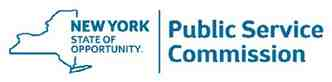 NEW YORK
STATE OF
OPPORTUNITY.
Public Service
Commission